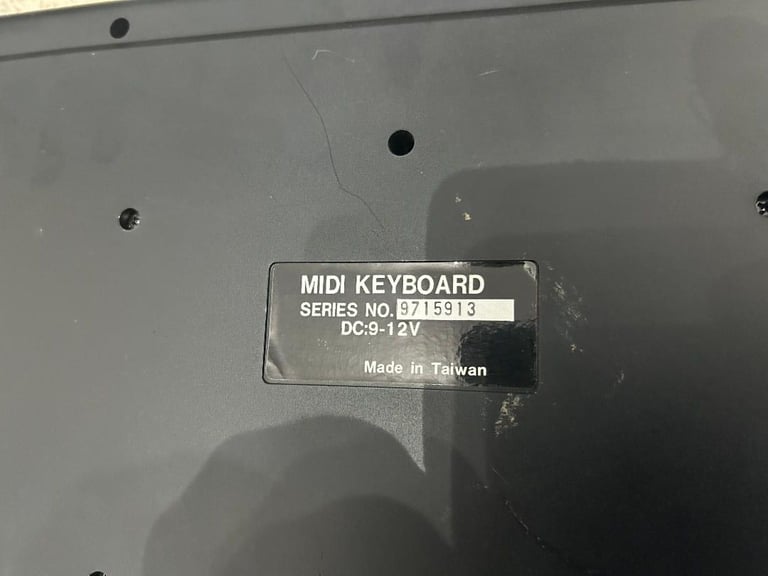 MIDI KEYBOARD
SERIES NO. 9715913
DC:9-12V
Made in Taiwan